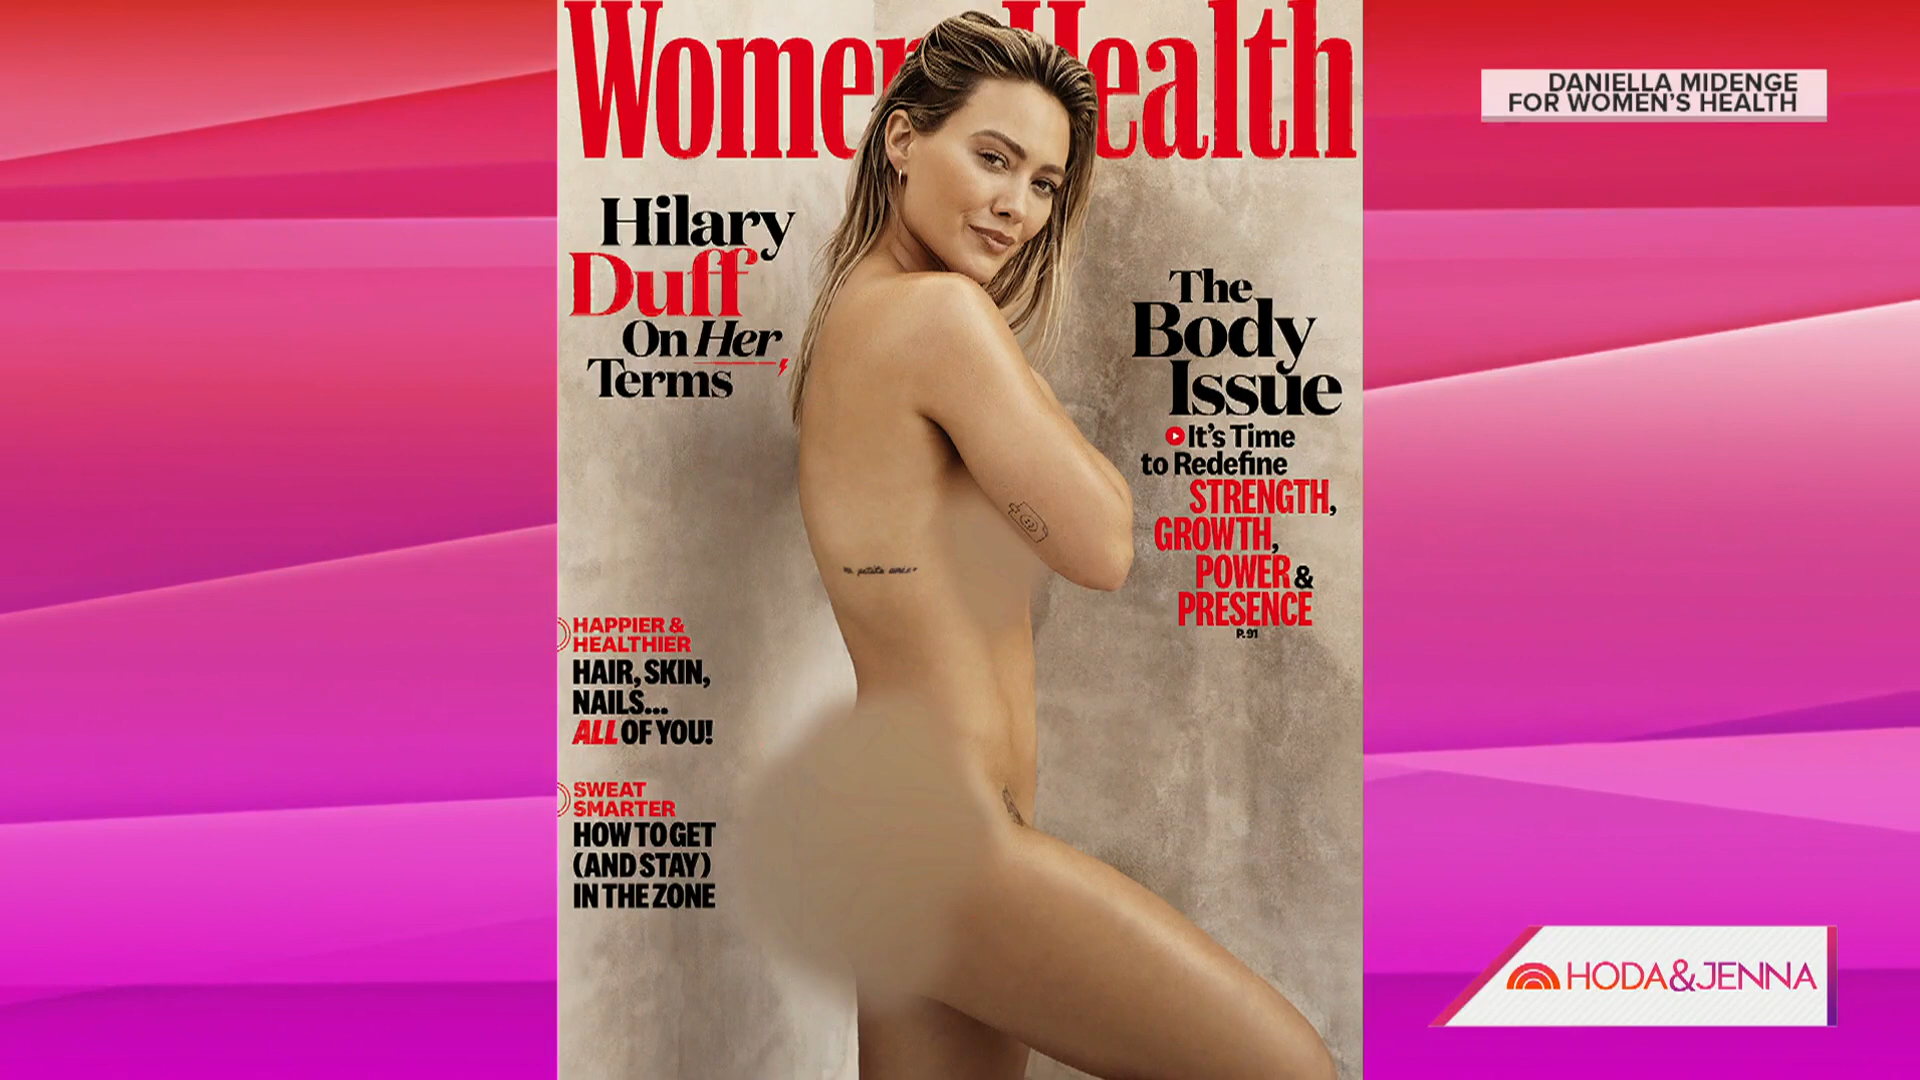 Women's Health
DANIELLA MIDENGE
FOR WOMEN'S HEALTH
Hilary
Duff
On Her
Terms
The
Body
Issue
It's Time
to Redefine
STRENGTH,
GROWTH,
POWER &
PRESENCE
P.91
HAPPIER &
HEALTHIER
HAIR, SKIN,
NAILS...
ALL OF YOU!
SWEAT
SMARTER
HOW TO GET
(AND STAY)
IN THE ZONE
HODA&JENNA